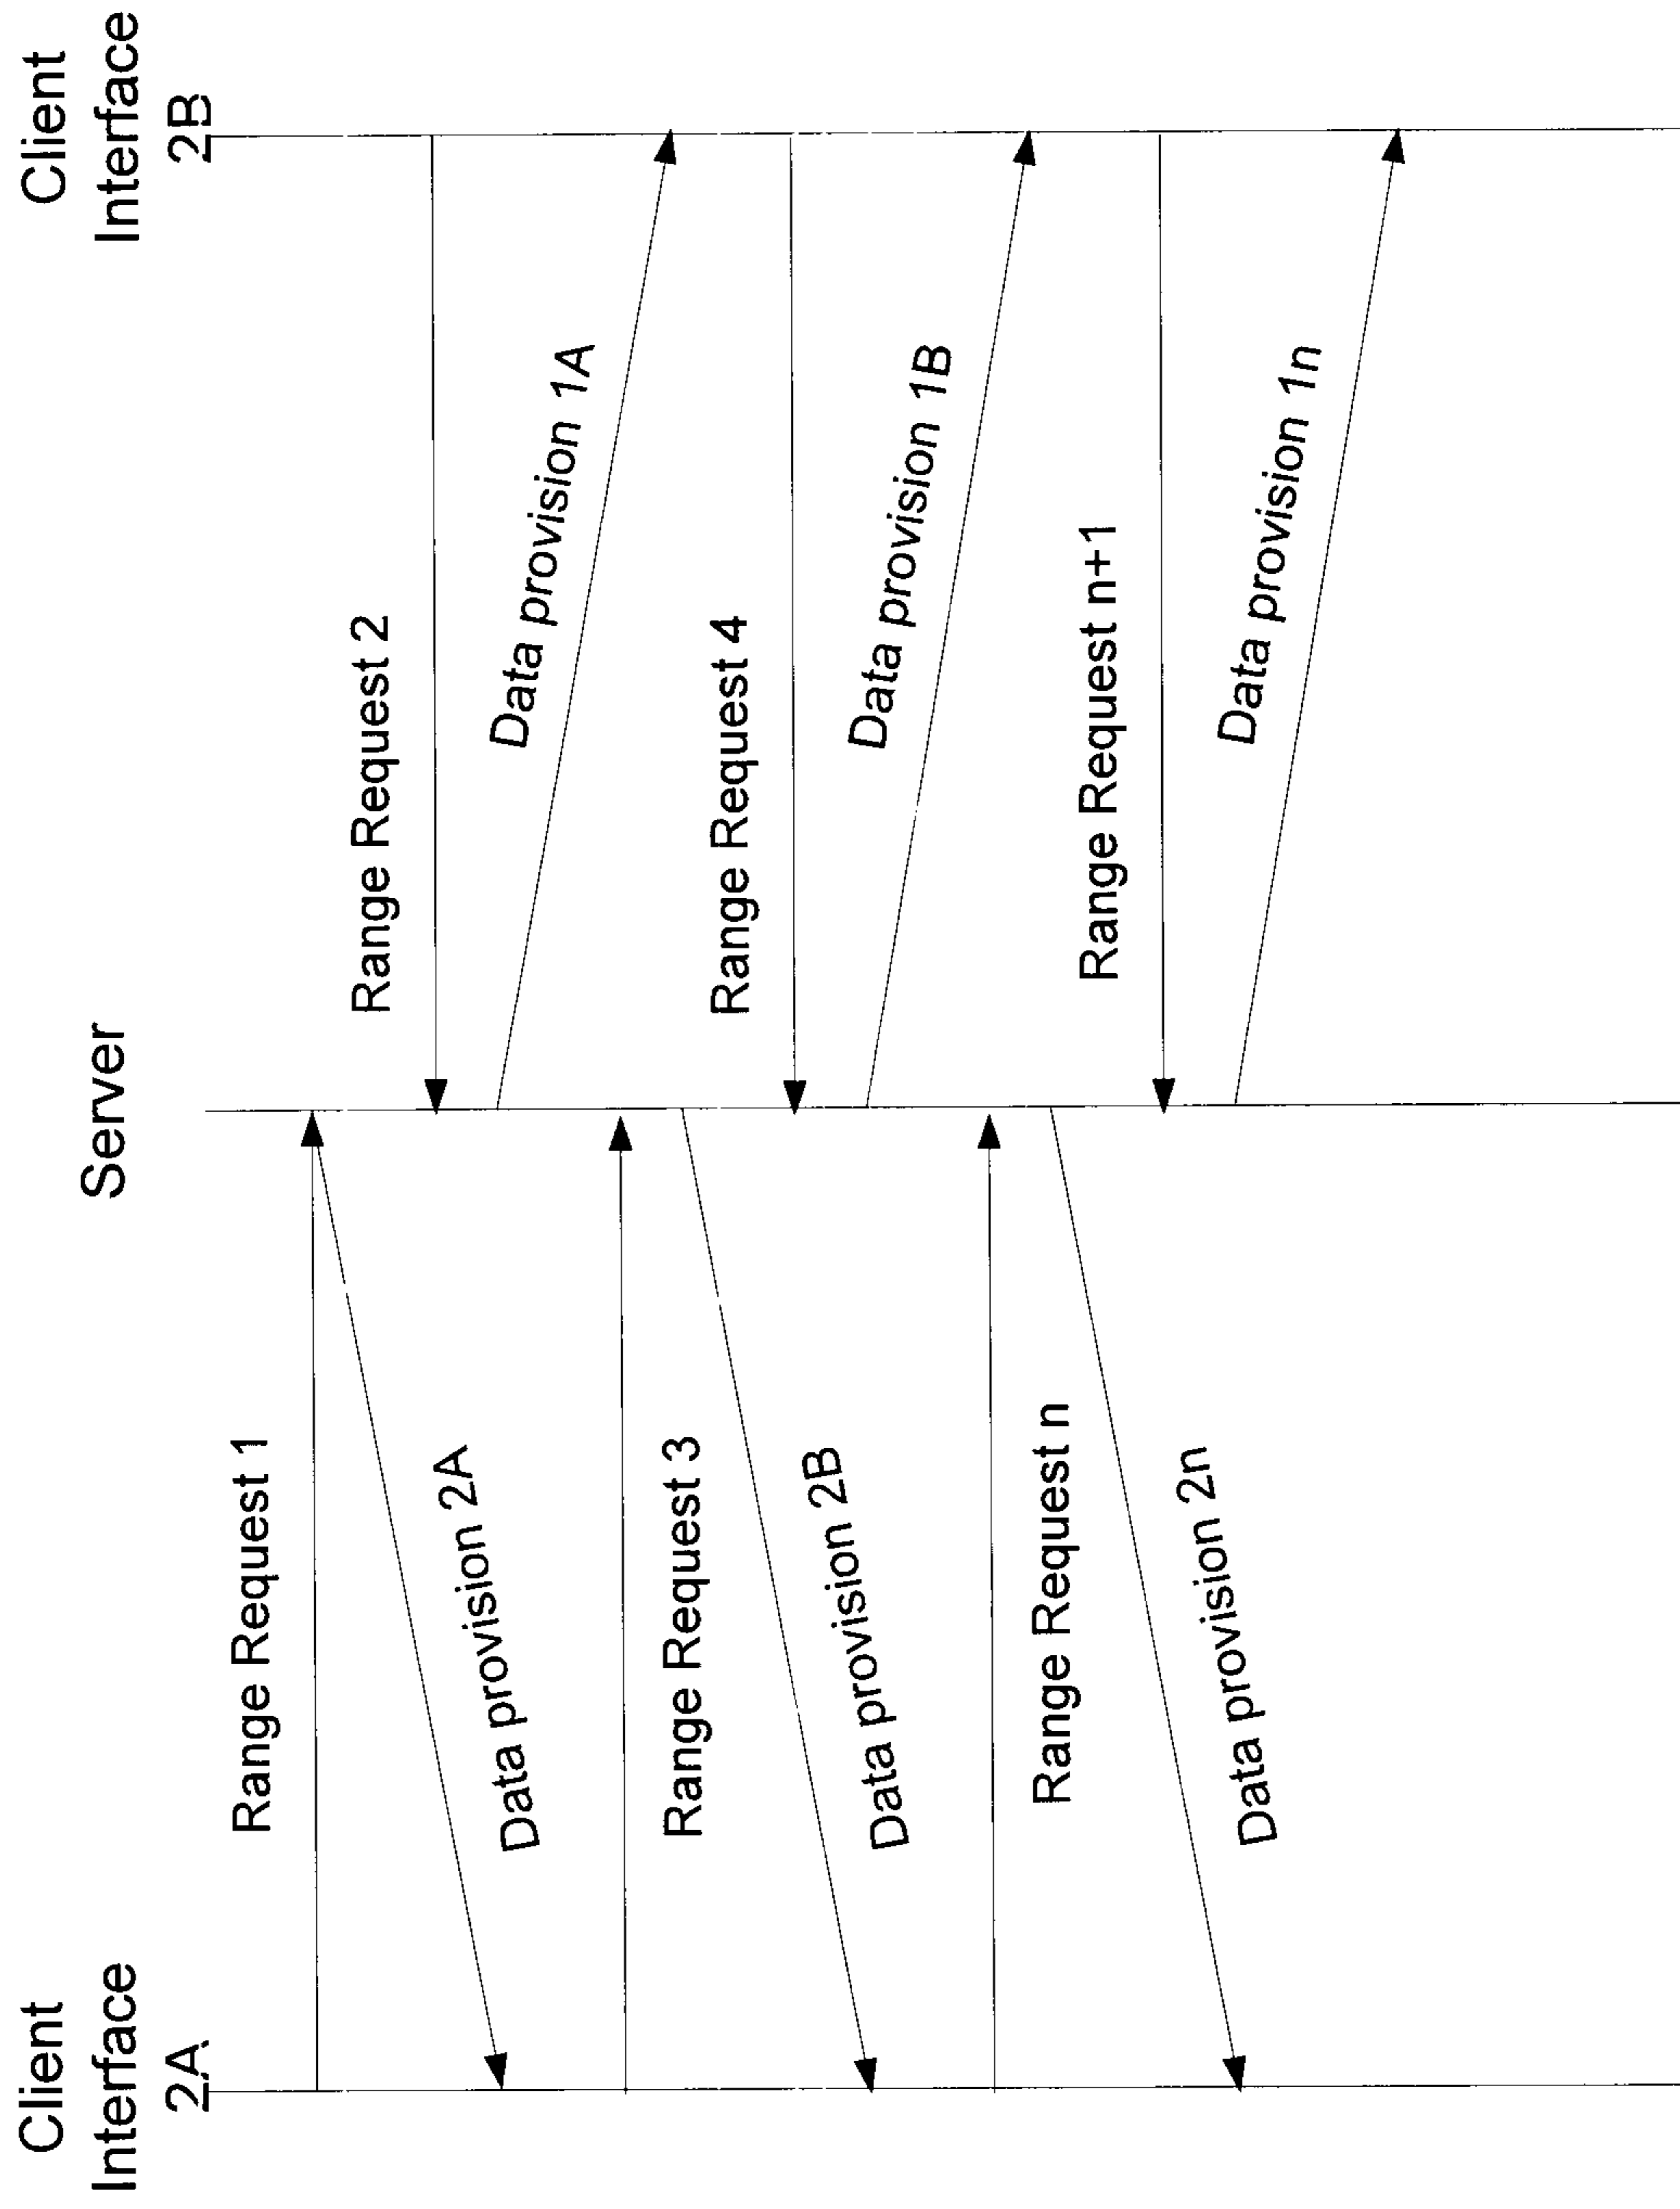 Client
Interface
2A
Server
Client
Interface
2B
Range Request 1
Range Request 2
Data provision 2A
Data provision 1A
Range Request 3
Range Request 4
Data provision 2B
Data provision 1B
Range Request n
Range Request n+1
Data provision 2n
Data provision 1n